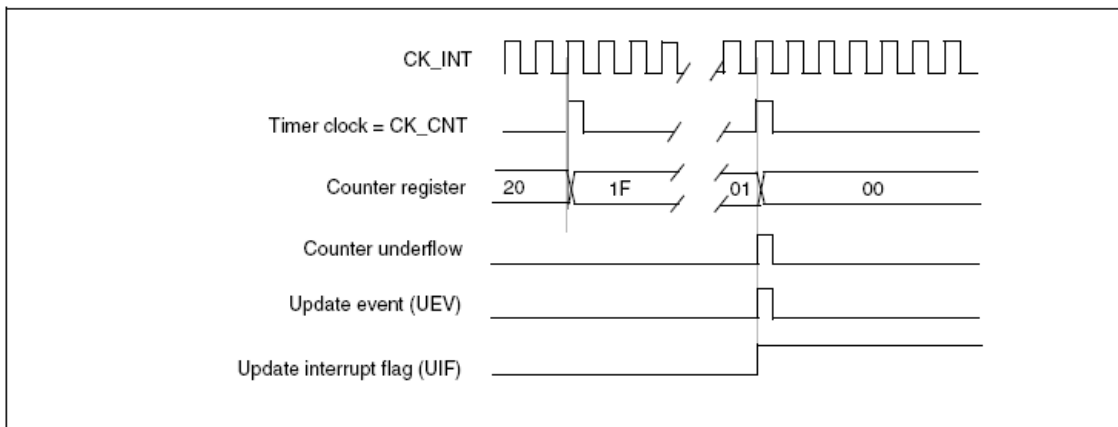 CK_INT
Timer clock = CK_CNT
Counter register 20 1F 01 00
Counter underflow
Update event (UEV)
Update interrupt flag (UIF)